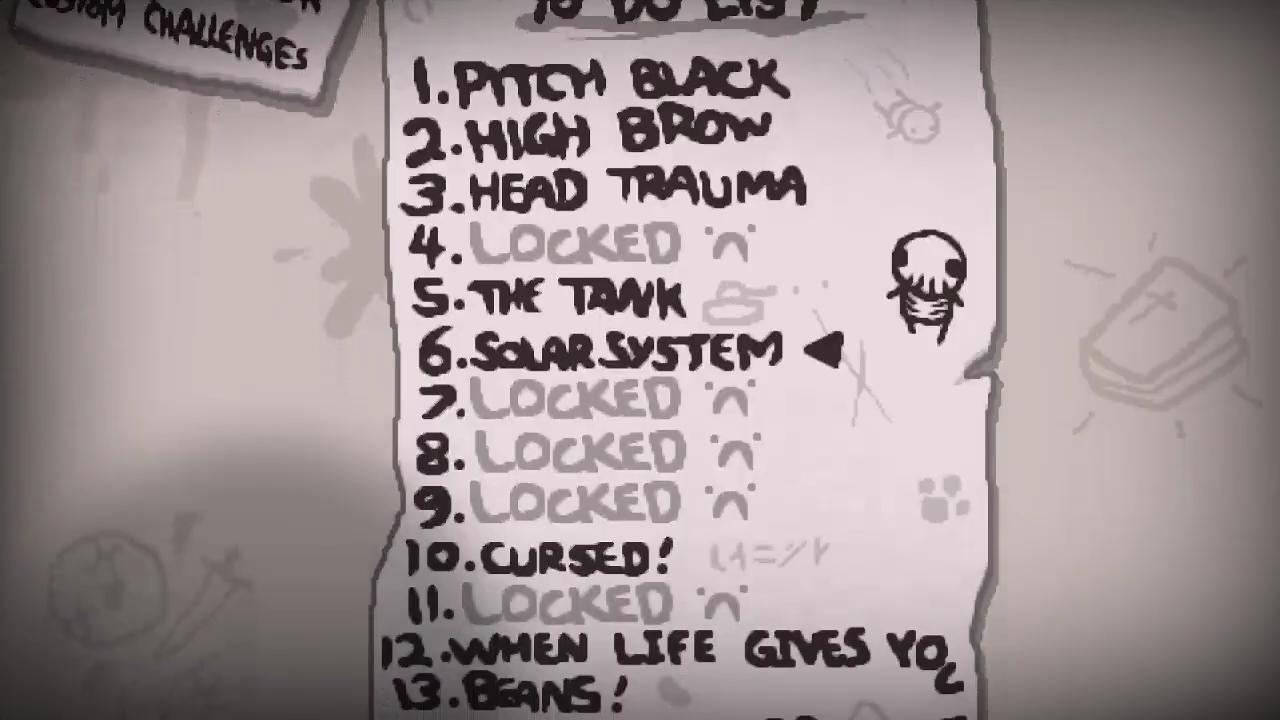 CUSTOM CHALLENGES
TO DO LIST
1. PITCH BLACK
2. HIGH BROW
3. HEAD TRAUMA
4. LOCKED
5. THE TANK
6. SOLAR SYSTEM
7. LOCKED
8. LOCKED
9. LOCKED
10. CURSED!
11. LOCKED
12. WHEN LIFE GIVES YO
13. BEANS!